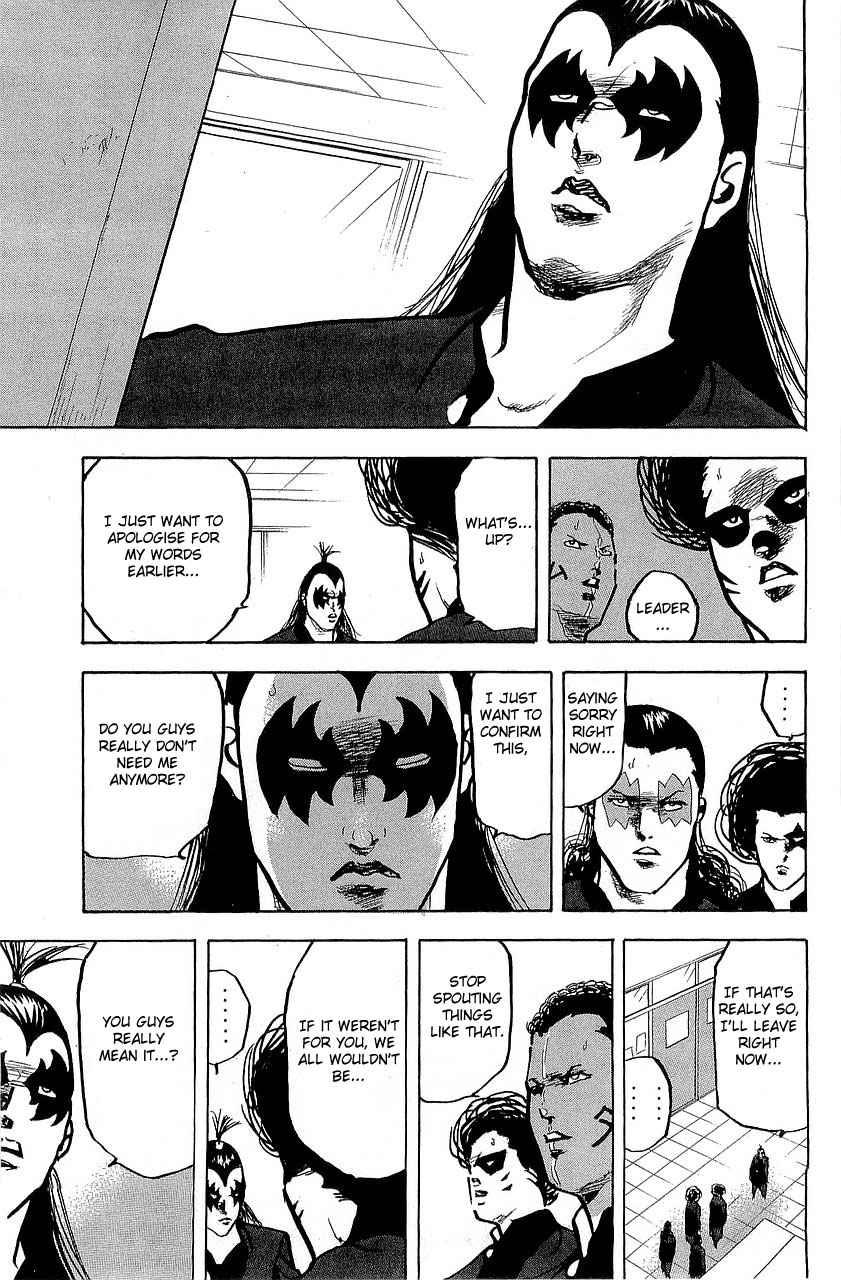 LEADER
...
WHAT'S...
UP?
I JUST WANT TO
APOLOGISE FOR
MY WORDS
EARLIER...
....
SAYING
SORRY
RIGHT
NOW...
I JUST
WANT TO
CONFIRM
THIS,
DO YOU GUYS
REALLY DON'T
NEED ME
ANYMORE?
IF THAT'S
REALLY SO,
I'LL LEAVE
RIGHT
NOW...
.....
STOP
SPOUTING
THINGS
LIKE THAT.
IF IT WEREN'T
FOR YOU, WE
ALL WOULDN'T
BE...
.....
YOU GUYS
REALLY
MEAN IT...?